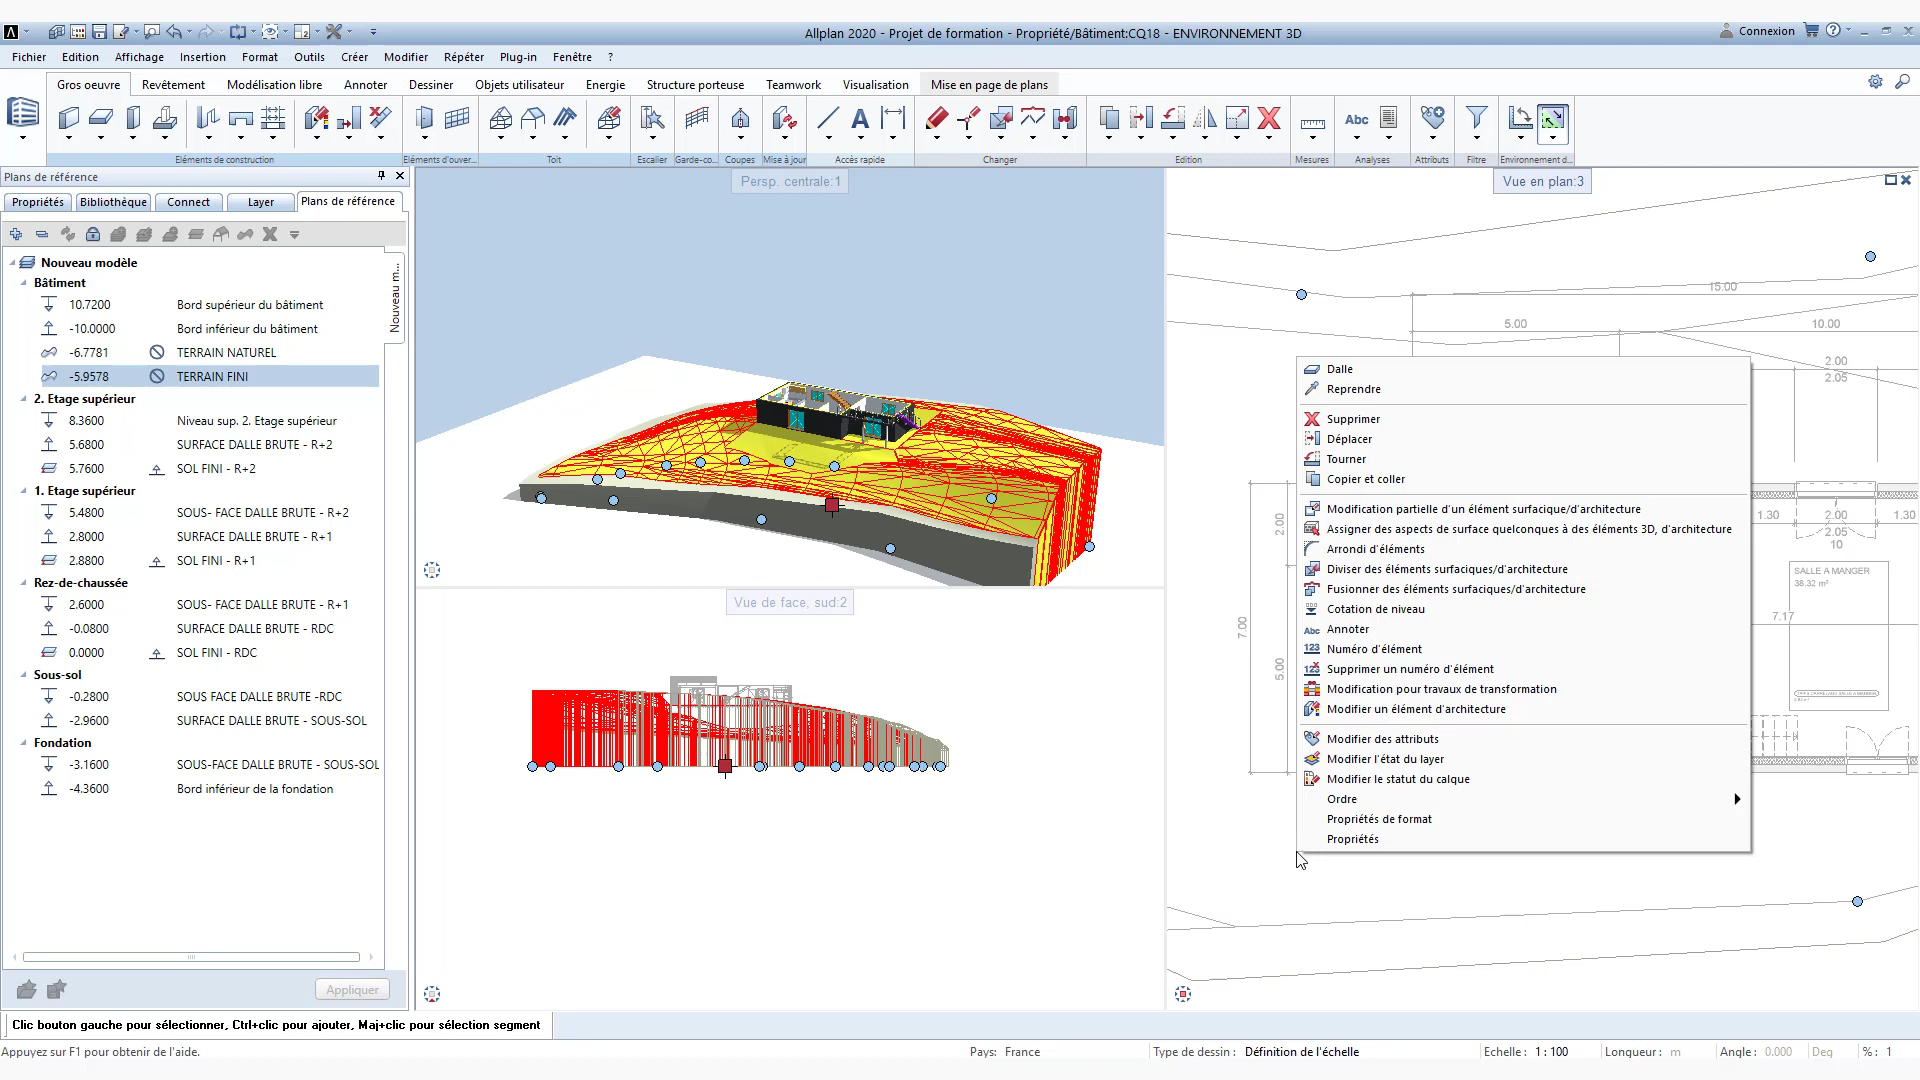 Allplan 2020 - Projet de formation - Propriété/Bâtiment:CQ18 - ENVIRONNEMENT 3D
Connexion
Fichier Edition Affichage Insertion Format Outils Créer Modifier Répéter Plug-in Fenêtre ?
Gros oeuvre Revêtement Modélisation libre Annoter Dessiner Objets utilisateur Energie Structure porteuse Teamwork Visualisation Mise en page de plans
Abc
Eléments de construction Eléments d'ouver... Toit Escalier Garde-co... Coupes Mise à jour Accès rapide Changer Edition Mesures Analyses Attributs Filtre Environnement d...
Plans de référence
Propriétés Bibliothèque Connect Layer Plans de référence
Nouveau m...
Nouveau modèle
Bâtiment
10.7200 Bord supérieur du bâtiment
-10.0000 Bord inférieur du bâtiment
-6.7781 TERRAIN NATUREL
-5.9578 TERRAIN FINI
2. Etage supérieur
8.3600 Niveau sup. 2. Etage supérieur
5.6800 SURFACE DALLE BRUTE - R+2
5.7600 SOL FINI - R+2
1. Etage supérieur
5.4800 SOUS- FACE DALLE BRUTE - R+2
2.8000 SURFACE DALLE BRUTE - R+1
2.8800 SOL FINI - R+1
Rez-de-chaussée
2.6000 SOUS- FACE DALLE BRUTE - R+1
-0.0800 SURFACE DALLE BRUTE - RDC
0.0000 SOL FINI - RDC
Sous-sol
-0.2800 SOUS FACE DALLE BRUTE -RDC
-2.9600 SURFACE DALLE BRUTE - SOUS-SOL
Fondation
-3.1600 SOUS-FACE DALLE BRUTE - SOUS-SOL
-4.3600 Bord inférieur de la fondation
Appliquer
Persp. centrale:1
Vue de face, sud:2
Vue en plan:3
15.00
5.00 10.00
2.00
2.05
2.00
7.00
5.00
1.30 2.00 1.30
2.05
10
SALLE A MANGER
38.32 m²
7.17
Dalle
Reprendre
Supprimer
Déplacer
Tourner
Copier et coller
Modification partielle d'un élément surfacique/d'architecture
Assigner des aspects de surface quelconques à des éléments 3D, d'architecture
Arrondi d'éléments
Diviser des éléments surfaciques/d'architecture
Fusionner des éléments surfaciques/d'architecture
Cotation de niveau
Abc Annoter
123 Numéro d'élément
123 Supprimer un numéro d'élément
Modification pour travaux de transformation
Modifier un élément d'architecture
Modifier des attributs
Modifier l'état du layer
Modifier le statut du calque
Ordre
Propriétés de format
Propriétés
Clic bouton gauche pour sélectionner, Ctrl+clic pour ajouter, Maj+clic pour sélection segment
Appuyez sur F1 pour obtenir de l'aide. Pays: France Type de dessin : Définition de l'échelle Echelle : 1 : 100 Longueur : m Angle : 0.000 Deg % : 1